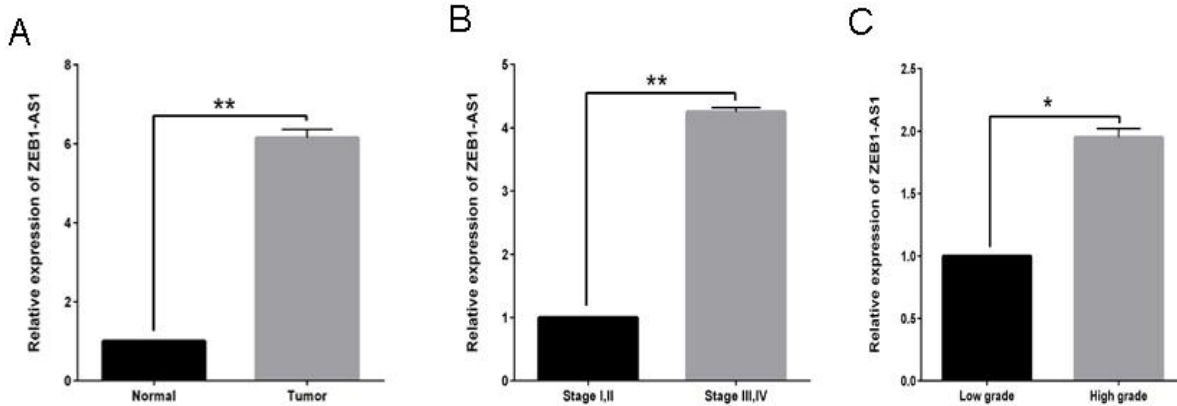 A
Relative expression of ZEB1-AS1
8
6
4
2
0
**
Normal
Tumor
B
Relative expression of ZEB1-AS1
5
4
3
2
1
0
**
Stage I,II
Stage III,IV
C
Relative expression of ZEB1-AS1
2.5
2.0
1.5
1.0
0.5
0.0
*
Low grade
High grade